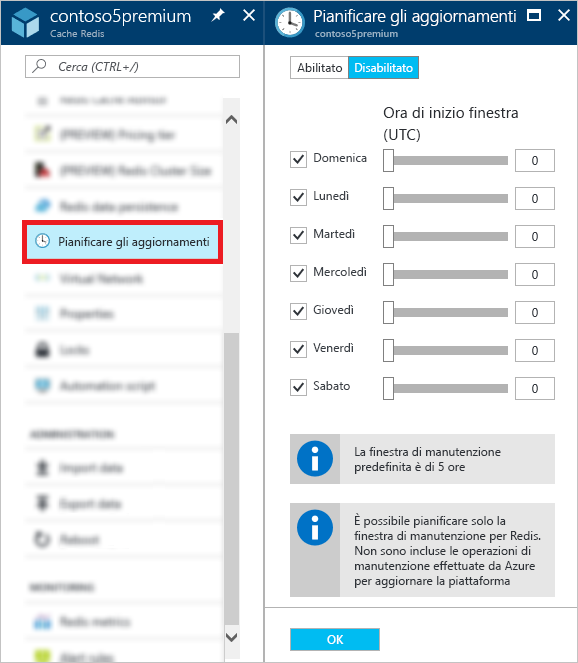 contoso5premium
Cache Redis
Cerca (CTRL+/)
(PREVIEW) Pricing tier
(PREVIEW) Redis Cluster Size
Redis data persistence
Pianificare gli aggiornamenti
Virtual Network
Properties
Locks
Automation script
ADMINISTRATION
Import data
Export data
Reboot
MONITORING
Redis metrics
Alert rules
Pianificare gli aggiornamenti
contoso5premium
Abilitato Disabilitato
Ora di inizio finestra
(UTC)
Domenica 0
Lunedì 0
Martedì 0
Mercoledì 0
Giovedì 0
Venerdì 0
Sabato 0
La finestra di manutenzione
predefinita è di 5 ore
È possibile pianificare solo la
finestra di manutenzione per Redis.
Non sono incluse le operazioni di
manutenzione effettuate da Azure
per aggiornare la piattaforma
OK